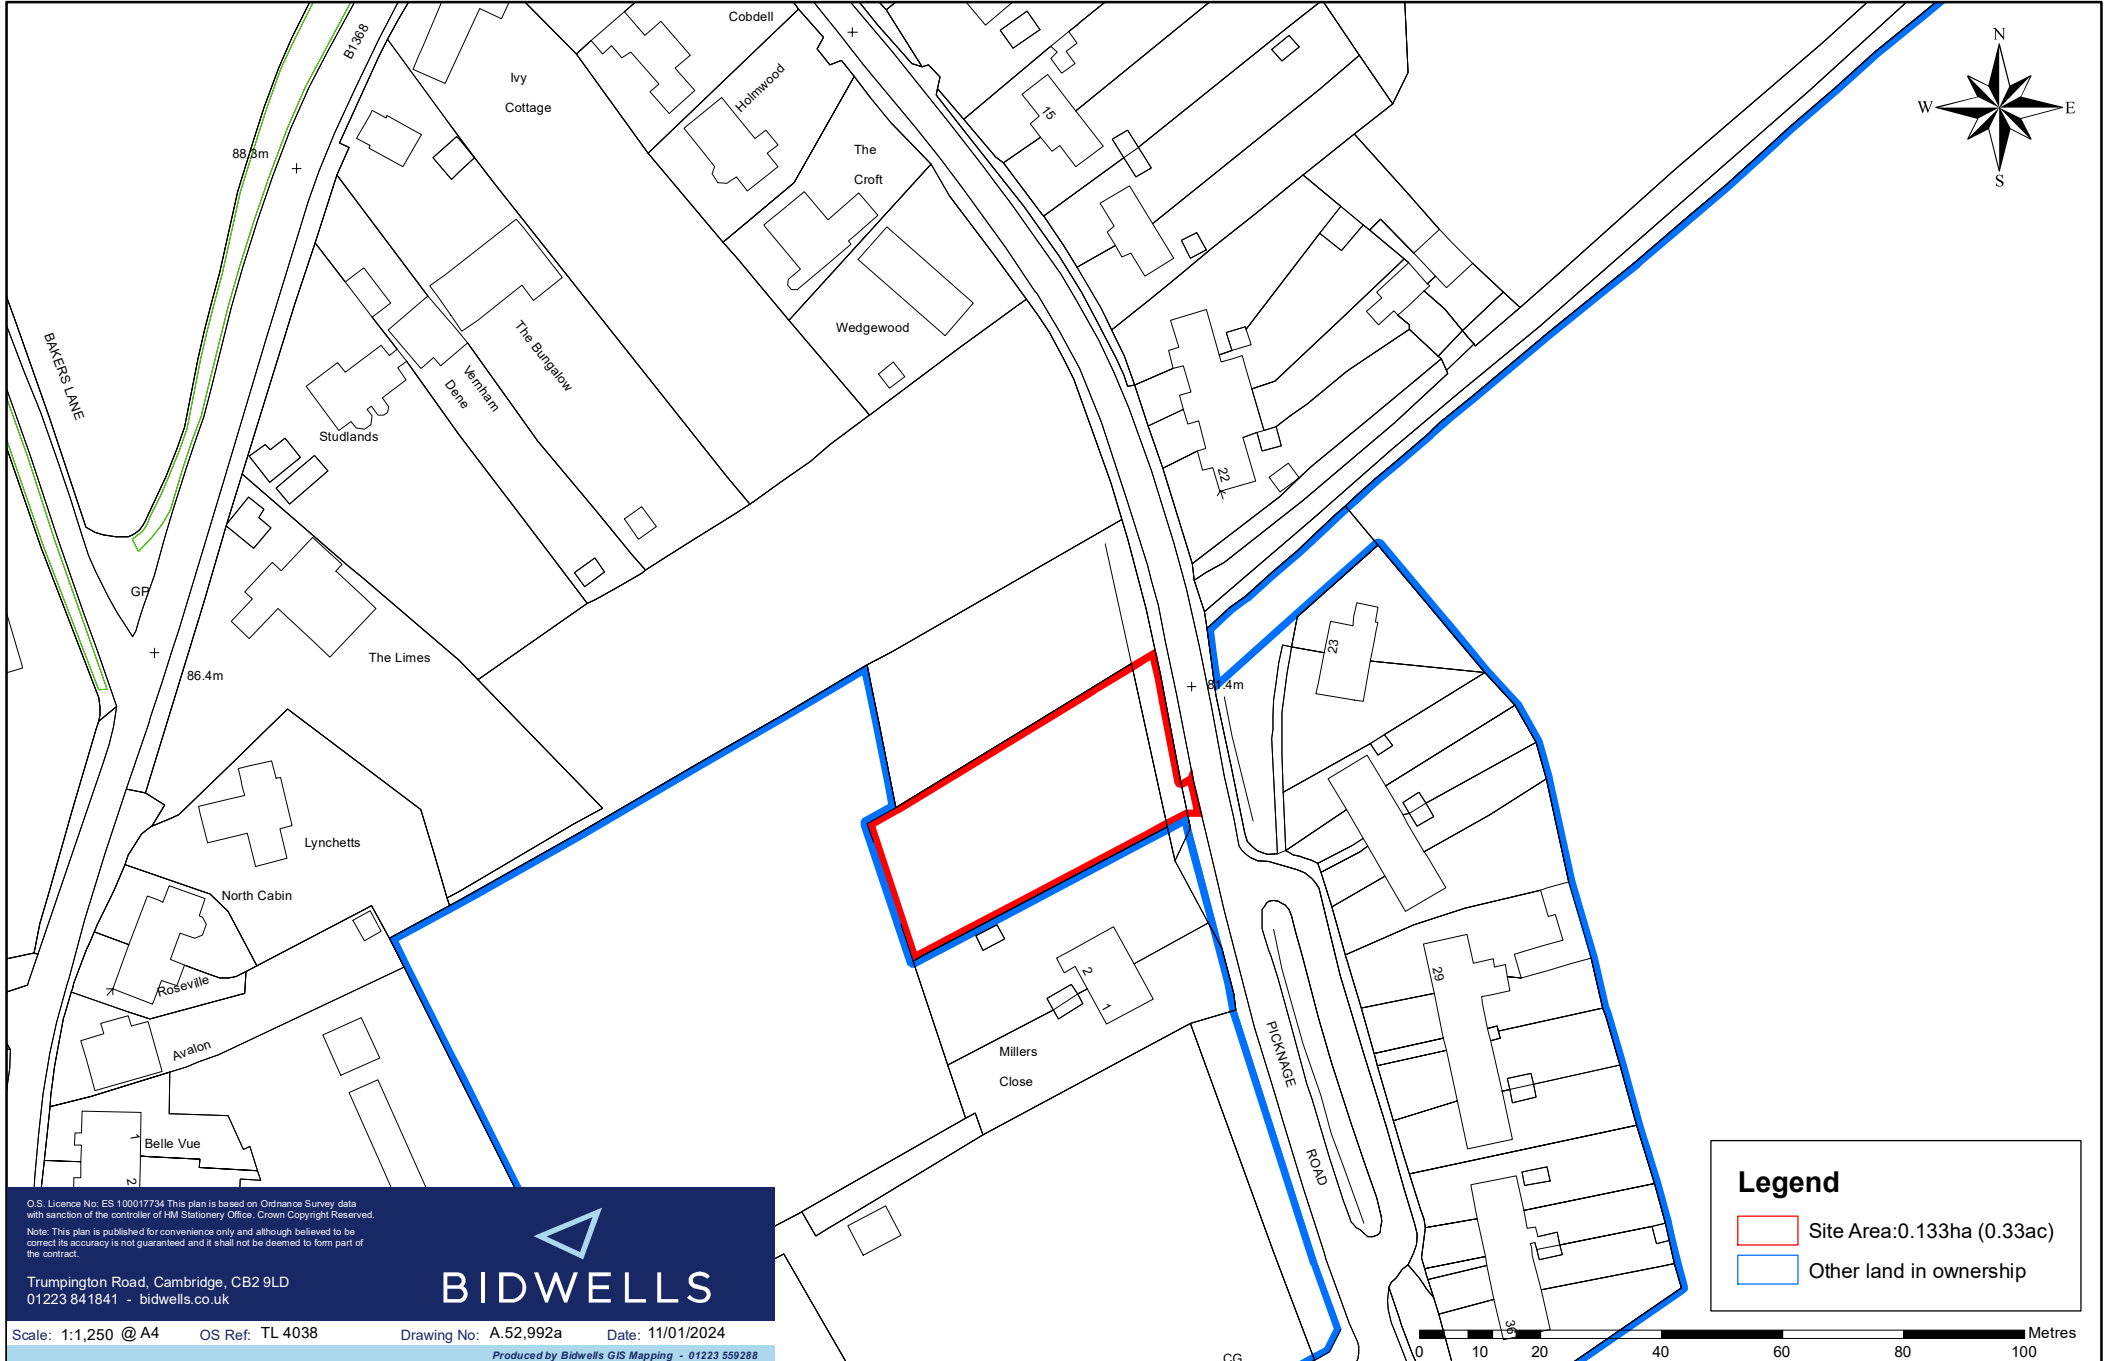 Cobdell
B1368
Ivy
Cottage
Holmwood
15
N
W
E
S
88.3m
The
Croft
BAKERS LANE
The Bungalow
Wedgewood
Vernham
Dene
Studlands
22
GP
The Limes
86.4m
23
81.4m
Lynchetts
North Cabin
Roseville
Avalon
2
1
29
Millers
Close
PICKNAGE
ROAD
1
Belle Vue
2
36
CG
Legend
Site Area:0.133ha (0.33ac)
Other land in ownership
0 10 20 40 60 80 100
Metres
O.S. Licence No: ES 100017734 This plan is based on Ordnance Survey data
with sanction of the controller of HM Stationery Office. Crown Copyright Reserved.
Note: This plan is published for convenience only and although believed to be
correct its accuracy is not guaranteed and it shall not be deemed to form part of
the contract.
Trumpington Road, Cambridge, CB2 9LD
01223 841841 - bidwells.co.uk
BIDWELLS
Scale: 1:1,250 @ A4 OS Ref: TL 4038 Drawing No: A.52,992a Date: 11/01/2024
Produced by Bidwells GIS Mapping - 01223 559288